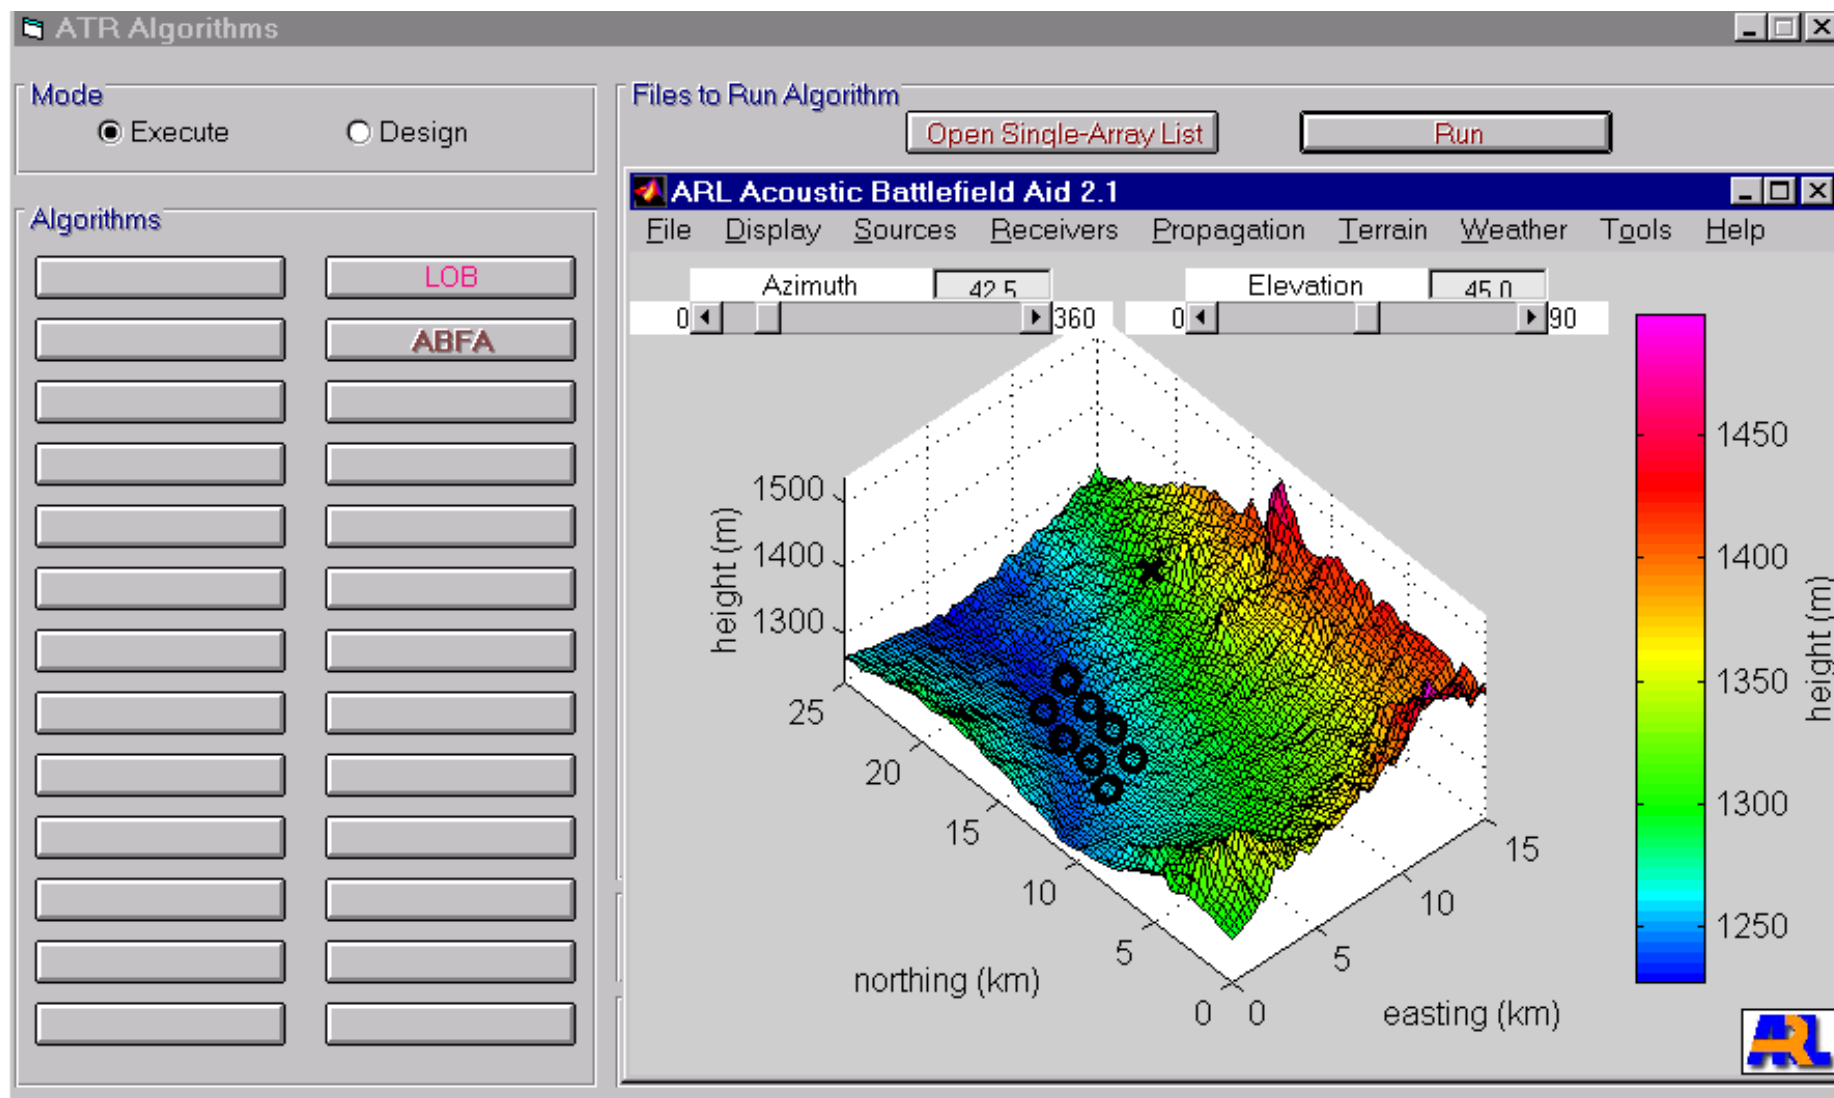 ATR Algorithms
Mode
Execute Design
Files to Run Algorithm
Open Single-Array List Run
Algorithms
LOB
ABFA
ARL Acoustic Battlefield Aid 2.1
File Display Sources Receivers Propagation Terrain Weather Tools Help
Azimuth 42.5 Elevation 45.0
0 360 0 90
1500
1400
1300
height (m)
25
20
15
10
5
0
northing (km)
0
5
10
15
easting (km)
1450
1400
1350
1300
1250
height (m)
ARL